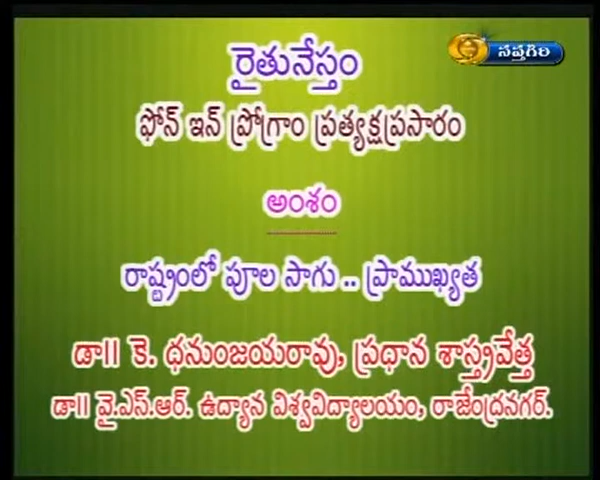 సప్తగిరి
రైతునేస్తం
ఫోన్ ఇన్ ప్రోగ్రాం ప్రత్యక్షప్రసారం
అంశం
రాష్ట్రంలో పూల సాగు .. ప్రాముఖ్యత
డా॥ కె. ధనుంజయరావు, ప్రధాన శాస్త్రవేత్త
డా॥ వై.ఎస్.ఆర్. ఉద్యాన విశ్వవిద్యాలయం, రాజేంద్రనగర్.